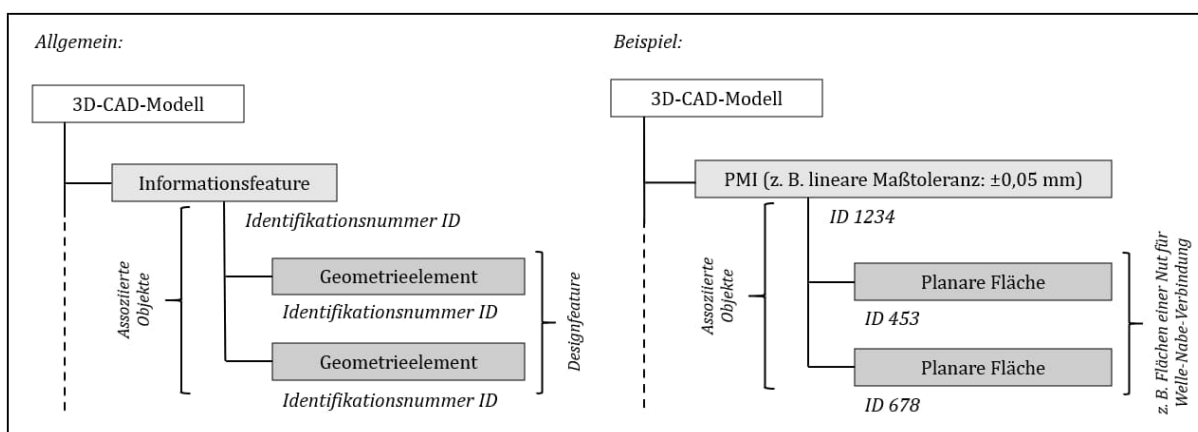 Allgemein:
3D-CAD-Modell
Informationsfeature
Identifikationsnummer ID
Geometrieelement
Identifikationsnummer ID
Geometrieelement
Identifikationsnummer ID
Assoziierte
Objekte
Designfeature
Beispiel:
3D-CAD-Modell
PMI (z. B. lineare Maßtoleranz: ±0,05 mm)
ID 1234
Planare Fläche
ID 453
Planare Fläche
ID 678
Assoziierte
Objekte
z. B. Flächen einer Nut für
Welle-Nabe-Verbindung